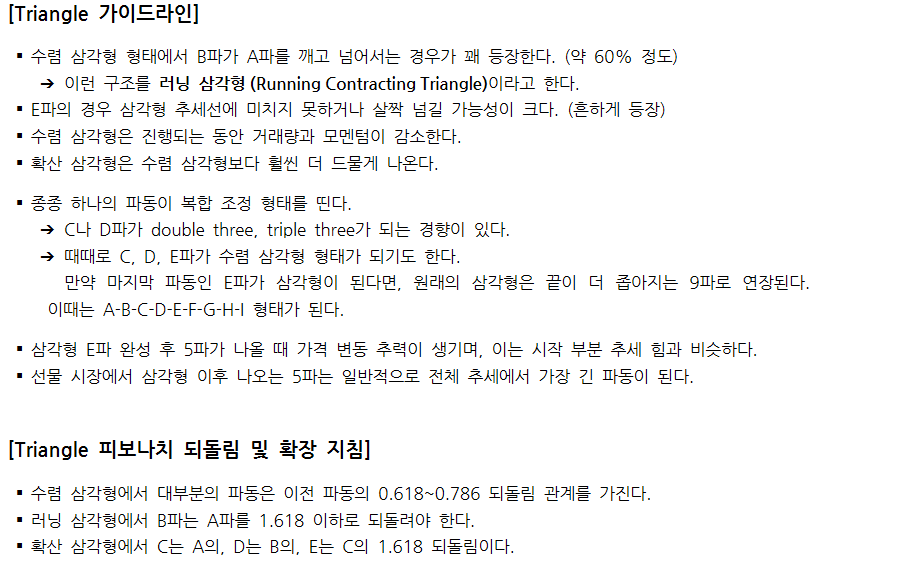 [Triangle 가이드라인]
▪ 수렴 삼각형 형태에서 B파가 A파를 깨고 넘어서는 경우가 꽤 등장한다. (약 60% 정도)
➔ 이런 구조를 러닝 삼각형(Running Contracting Triangle)이라고 한다.
▪ E파의 경우 삼각형 추세선에 미치지 못하거나 살짝 넘길 가능성이 크다. (흔하게 등장)
▪ 수렴 삼각형은 진행되는 동안 거래량과 모멘텀이 감소한다.
▪ 확산 삼각형은 수렴 삼각형보다 훨씬 더 드물게 나온다.
▪ 종종 하나의 파동이 복합 조정 형태를 띤다.
➔ C나 D파가 double three, triple three가 되는 경향이 있다.
➔ 때때로 C, D, E파가 수렴 삼각형 형태가 되기도 한다.
만약 마지막 파동인 E파가 삼각형이 된다면, 원래의 삼각형은 끝이 더 좁아지는 9파로 연장된다.
이때는 A-B-C-D-E-F-G-H-I 형태가 된다.
▪ 삼각형 E파 완성 후 5파가 나올 때 가격 변동 추력이 생기며, 이는 시작 부분 추세 힘과 비슷하다.
▪ 선물 시장에서 삼각형 이후 나오는 5파는 일반적으로 전체 추세에서 가장 긴 파동이 된다.
[Triangle 피보나치 되돌림 및 확장 지침]
▪ 수렴 삼각형에서 대부분의 파동은 이전 파동의 0.618~0.786 되돌림 관계를 가진다.
▪ 러닝 삼각형에서 B파는 A파를 1.618 이하로 되돌려야 한다.
▪ 확산 삼각형에서 C는 A의, D는 B의, E는 C의 1.618 되돌림이다.